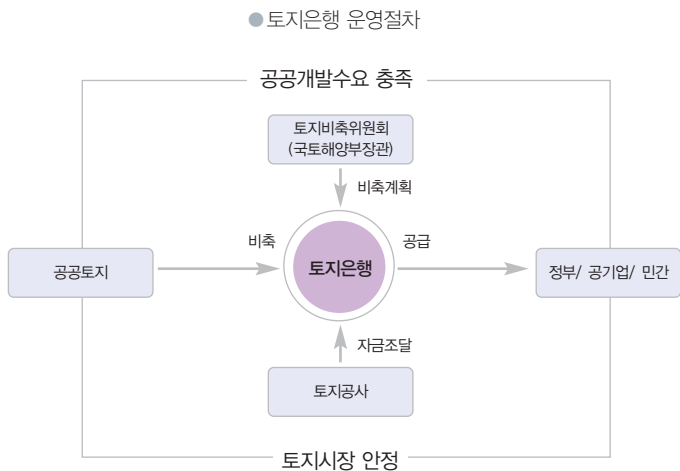 토지은행 운영절차
공공개발수요 충족
토지비축위원회
(국토해양부장관)
비축계획
비축
공급
공공토지
토지은행
정부/ 공기업/ 민간
자금조달
토지공사
토지시장 안정